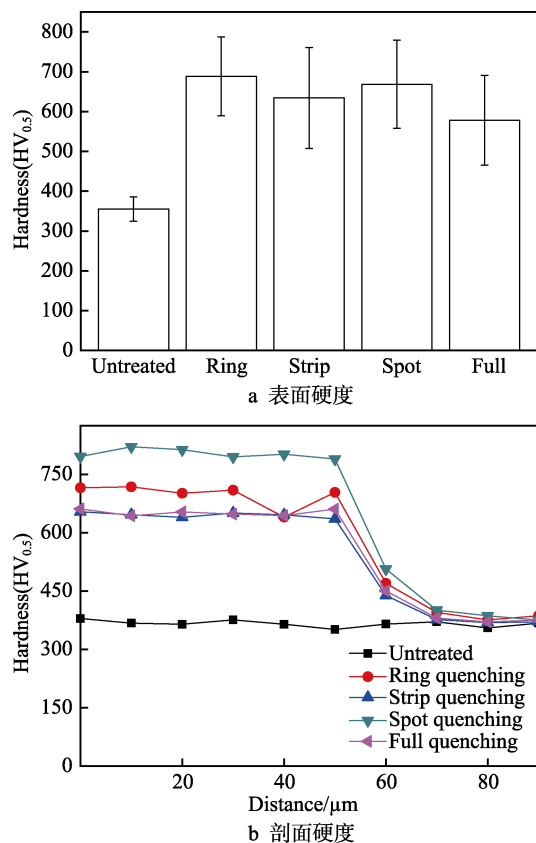 800
700
600
500
400
300
200
100
0
Hardness(HV0.5)
Untreated Ring Strip Spot Full
a 表面硬度
750
600
450
300
150
0
Hardness(HV0.5)
Untreated
Ring quenching
Strip quenching
Spot quenching
Full quenching
20 40 60 80
Distance/μm
b 剖面硬度